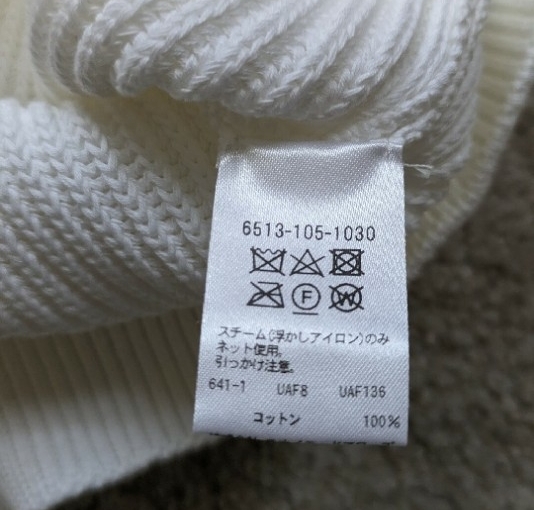 6513-105-1030
F W
スチーム(浮かしアイロン)のみ
ネット使用。
引っかけ注意。
641-1 UAF8 UAF136
コットン 100%